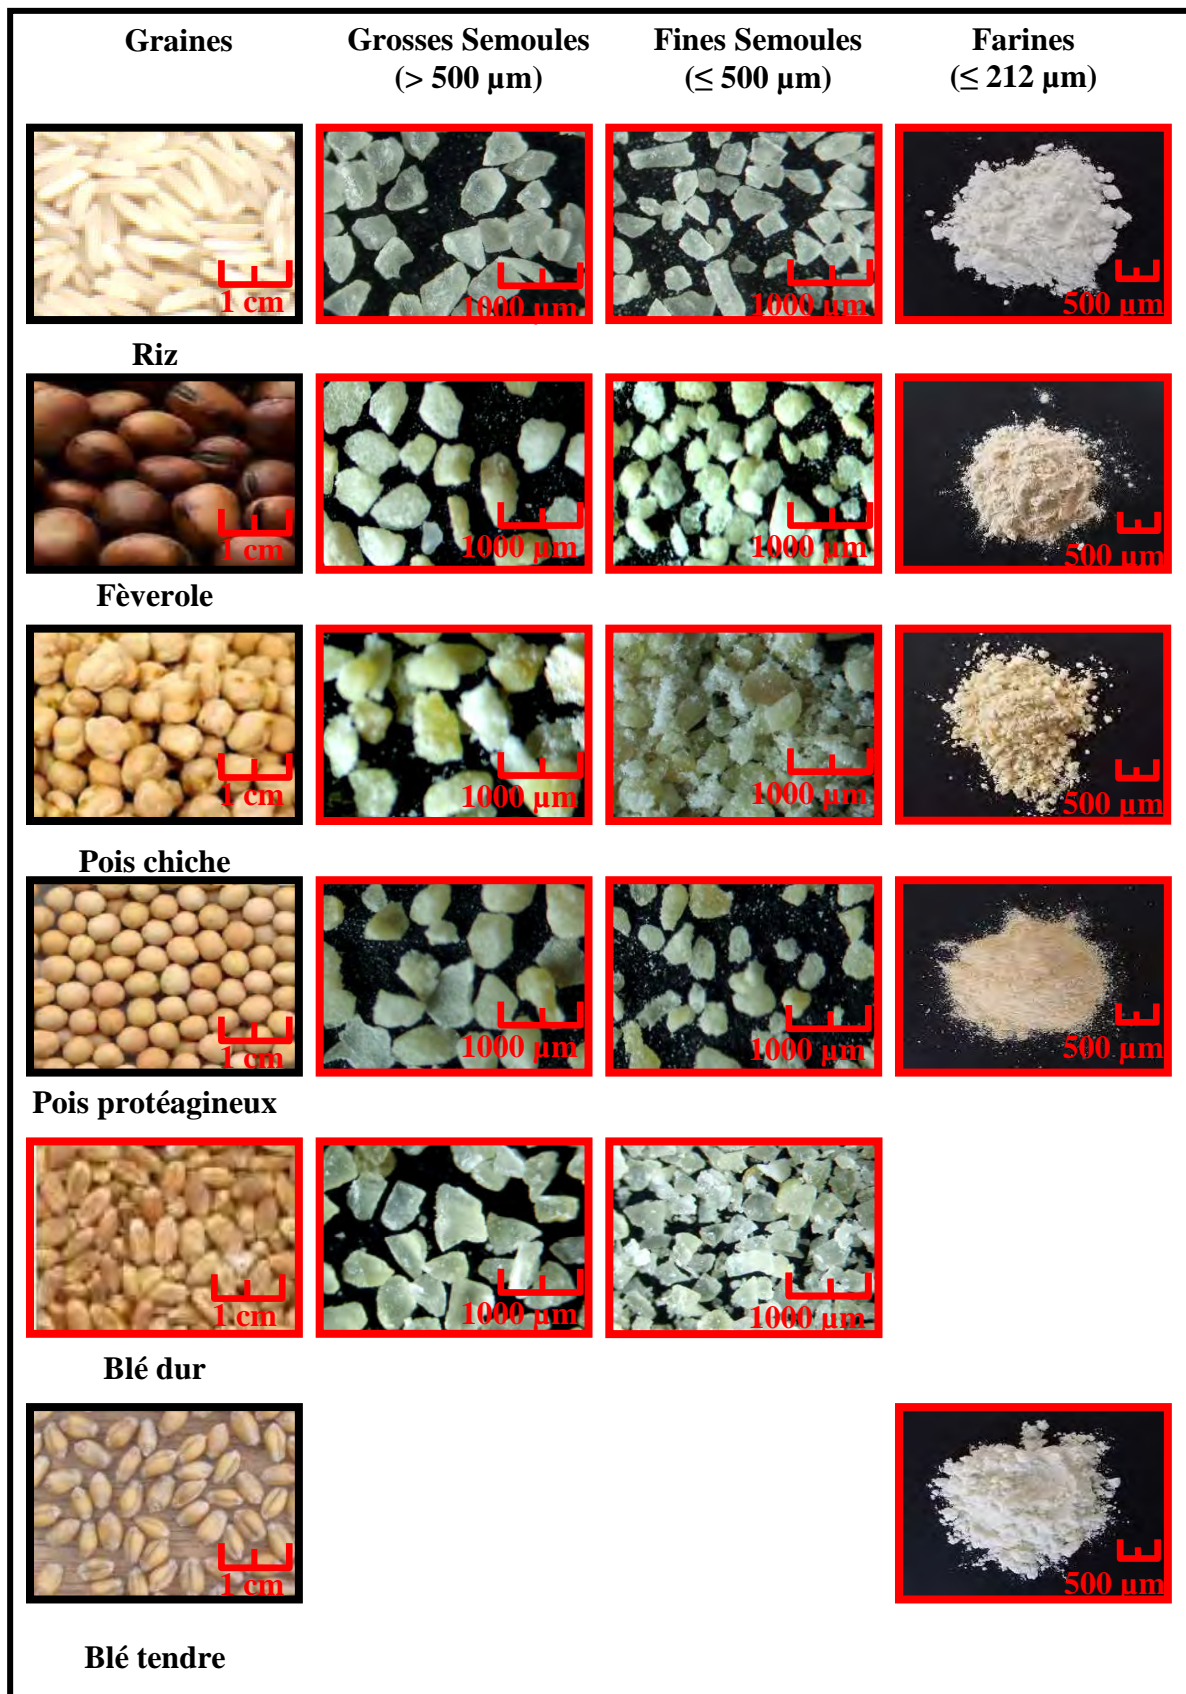 Graines Grosses Semoules Fines Semoules Farines
(> 500 µm) (≤ 500 µm) (≤ 212 µm)
1 cm 1000 µm 1000 µm 500 µm
Riz
1 cm 1000 µm 1000 µm 500 µm
Fèverole
1 cm 1000 µm 1000 µm 500 µm
Pois chiche
1 cm 1000 µm 1000 µm 500 µm
Pois protéagineux
1 cm 1000 µm 1000 µm
Blé dur
1 cm 500 µm
Blé tendre